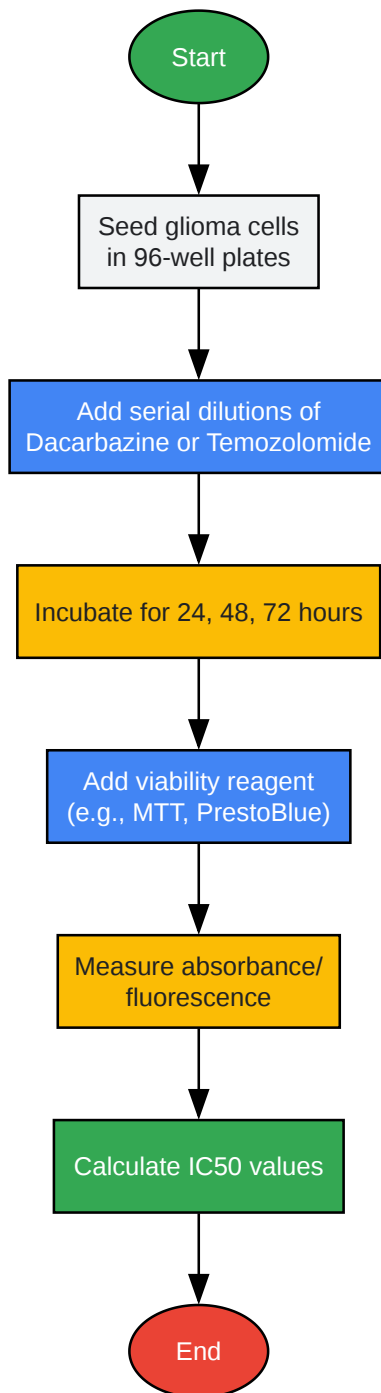 Start
Seed glioma cells
in 96-well plates
Add serial dilutions of
Dacarbazine or Temozolomide
Incubate for 24, 48, 72 hours
Add viability reagent
(e.g., MTT, PrestoBlue)
Measure absorbance/
fluorescence
Calculate IC50 values
End